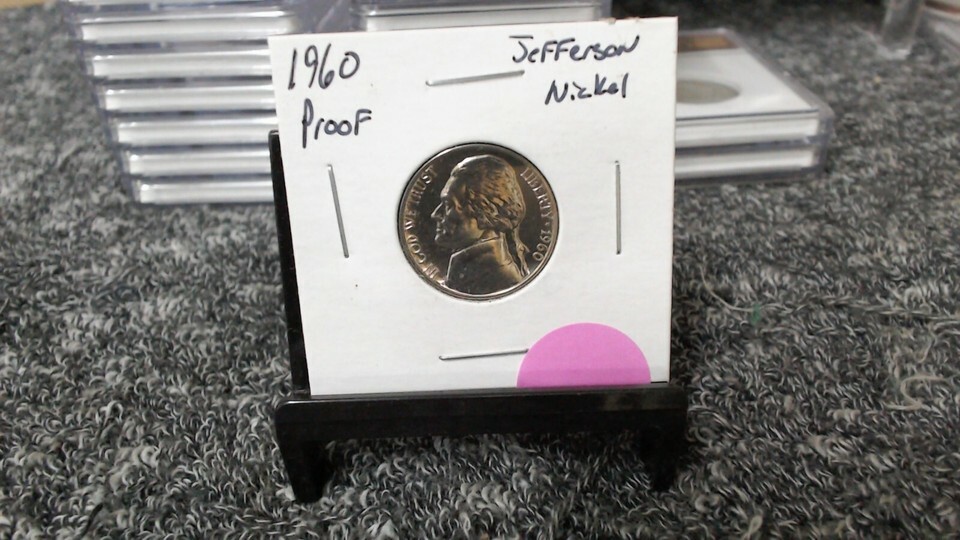 1960
Proof
Jefferson
Nickel
IN GOD WE TRUST
LIBERTY 1960